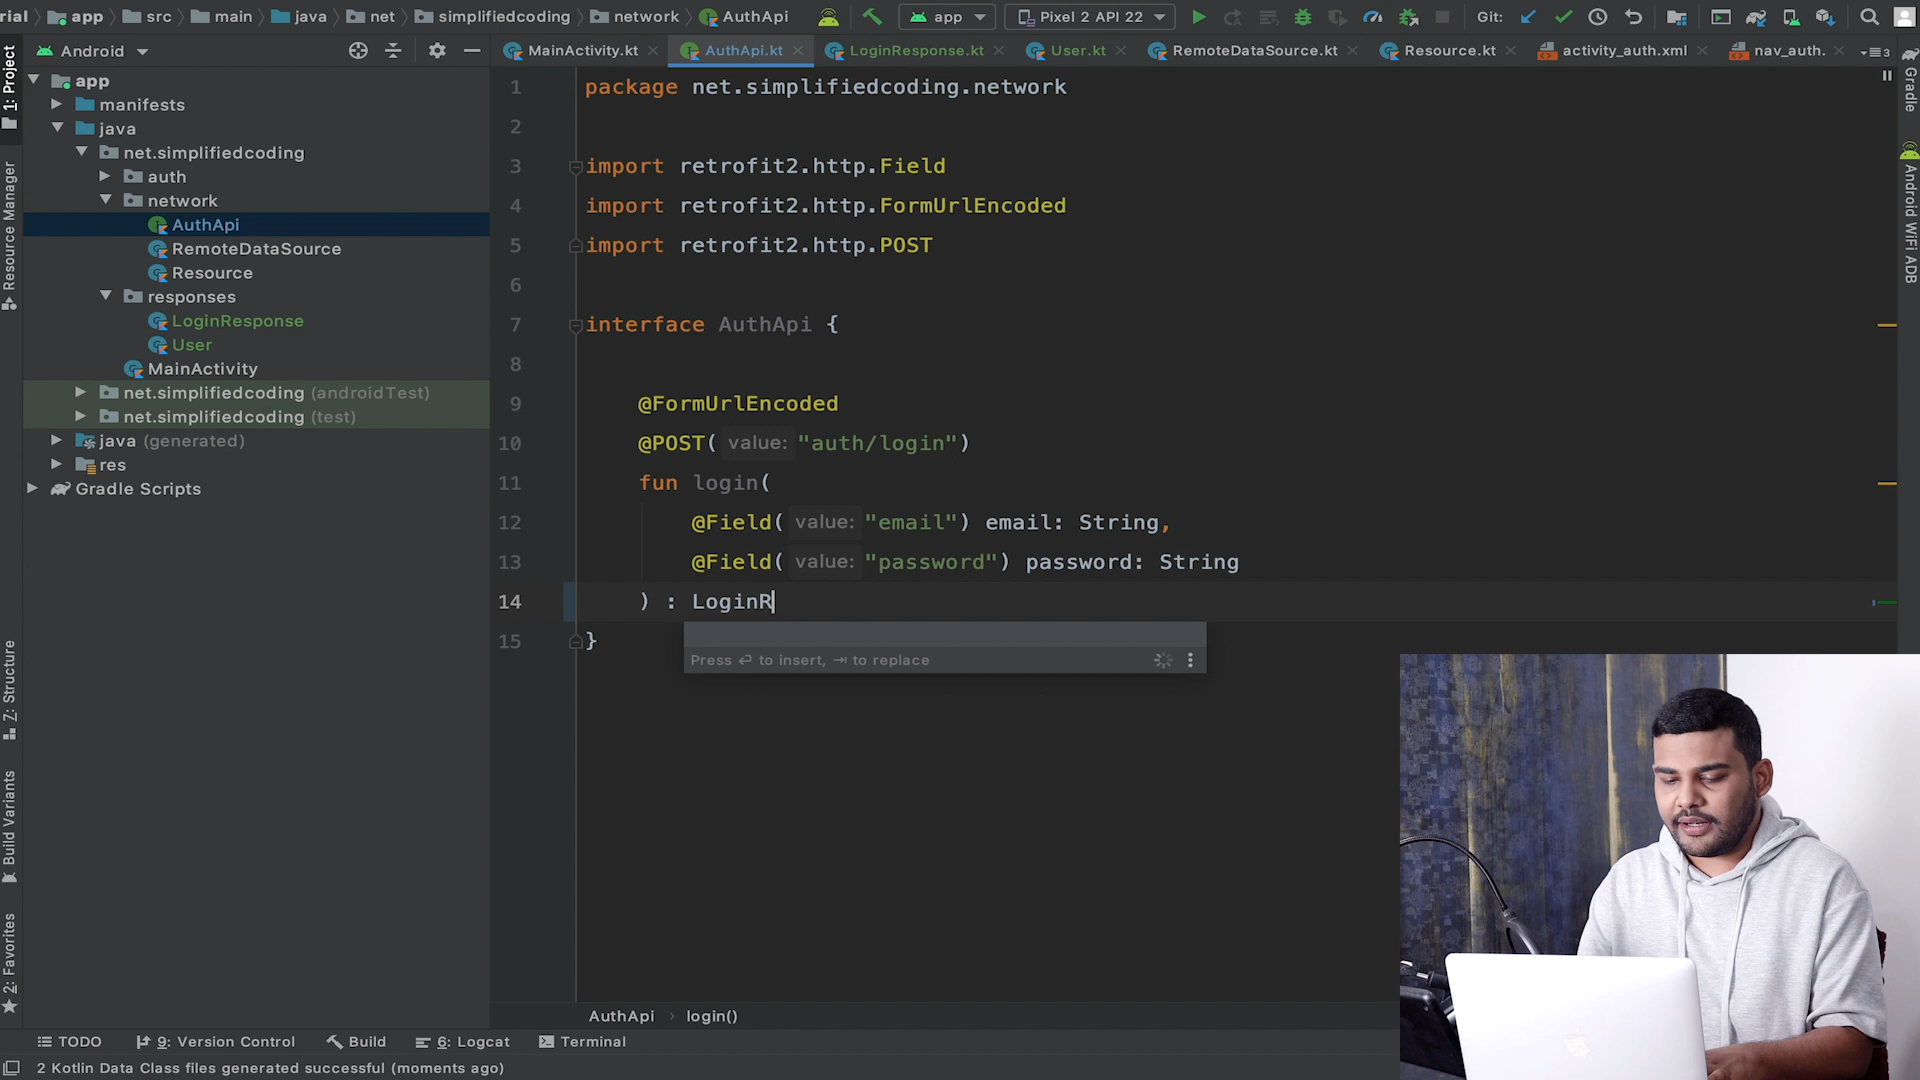 rial
app
src
main
java
net
simplifiedcoding
network
AuthApi
app
Pixel 2 API 22
Git:
Android
MainActivity.kt
AuthApi.kt
LoginResponse.kt
User.kt
RemoteDataSource.kt
Resource.kt
activity_auth.xml
nav_auth.
3
1: Project
Resource Manager
Z: Structure
Build Variants
2: Favorites
Gradle
Android WiFi ADB
app
manifests
java
net.simplifiedcoding
auth
network
AuthApi
RemoteDataSource
Resource
responses
LoginResponse
User
MainActivity
net.simplifiedcoding (androidTest)
net.simplifiedcoding (test)
java (generated)
res
Gradle Scripts
1 package net.simplifiedcoding.network
2
3 import retrofit2.http.Field
4 import retrofit2.http.FormUrlEncoded
5 import retrofit2.http.POST
6
7 interface AuthApi {
8
9 @FormUrlEncoded
10 @POST( value: "auth/login")
11 fun login(
12 @Field( value: "email") email: String,
13 @Field( value: "password") password: String
14 ) : LoginR
15 }
Press ↵ to insert, ⇥ to replace
AuthApi › login()
TODO
9: Version Control
Build
6: Logcat
Terminal
2 Kotlin Data Class files generated successful (moments ago)